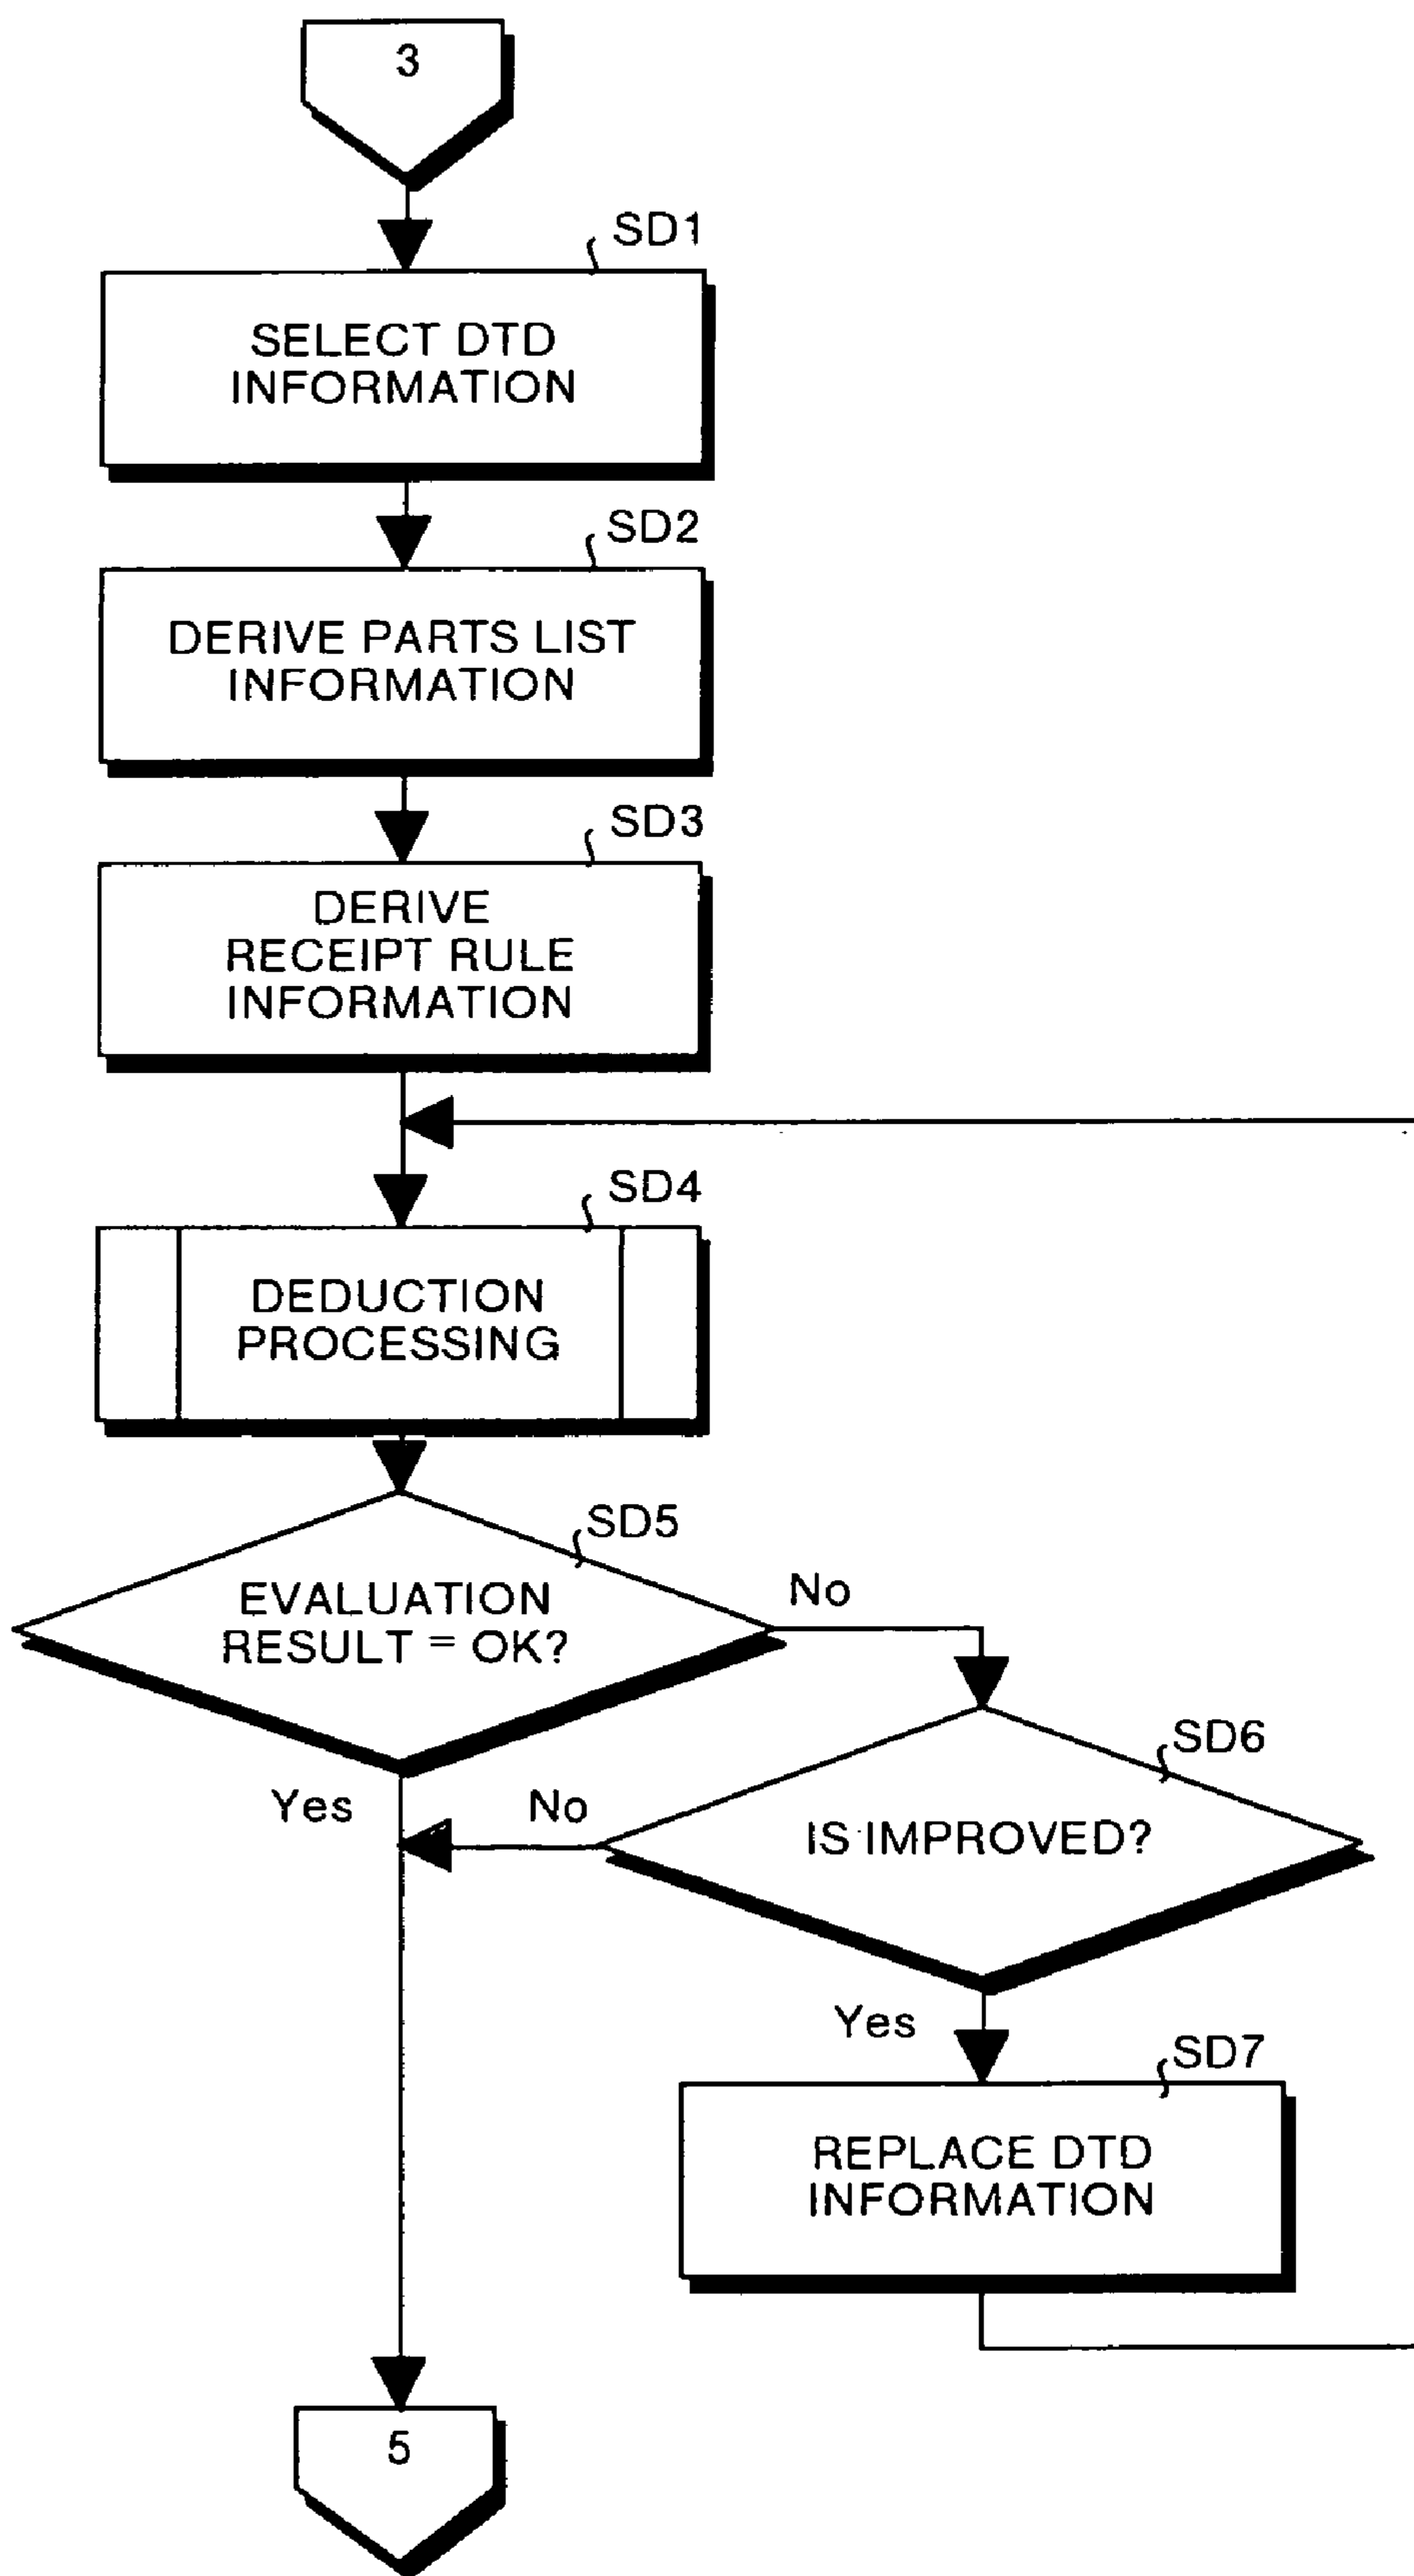 3
SD1
SELECT DTD
INFORMATION
SD2
DERIVE PARTS LIST
INFORMATION
SD3
DERIVE
RECEIPT RULE
INFORMATION
SD4
DEDUCTION
PROCESSING
SD5
EVALUATION
RESULT = OK?
No
SD6
Yes
No
IS IMPROVED?
Yes
SD7
REPLACE DTD
INFORMATION
5